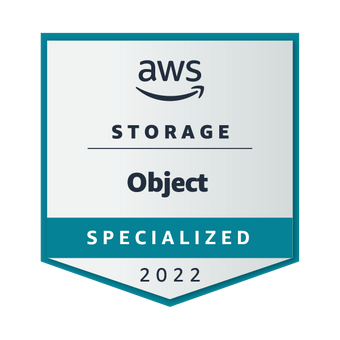 aws
STORAGE
Object
SPECIALIZED
2022